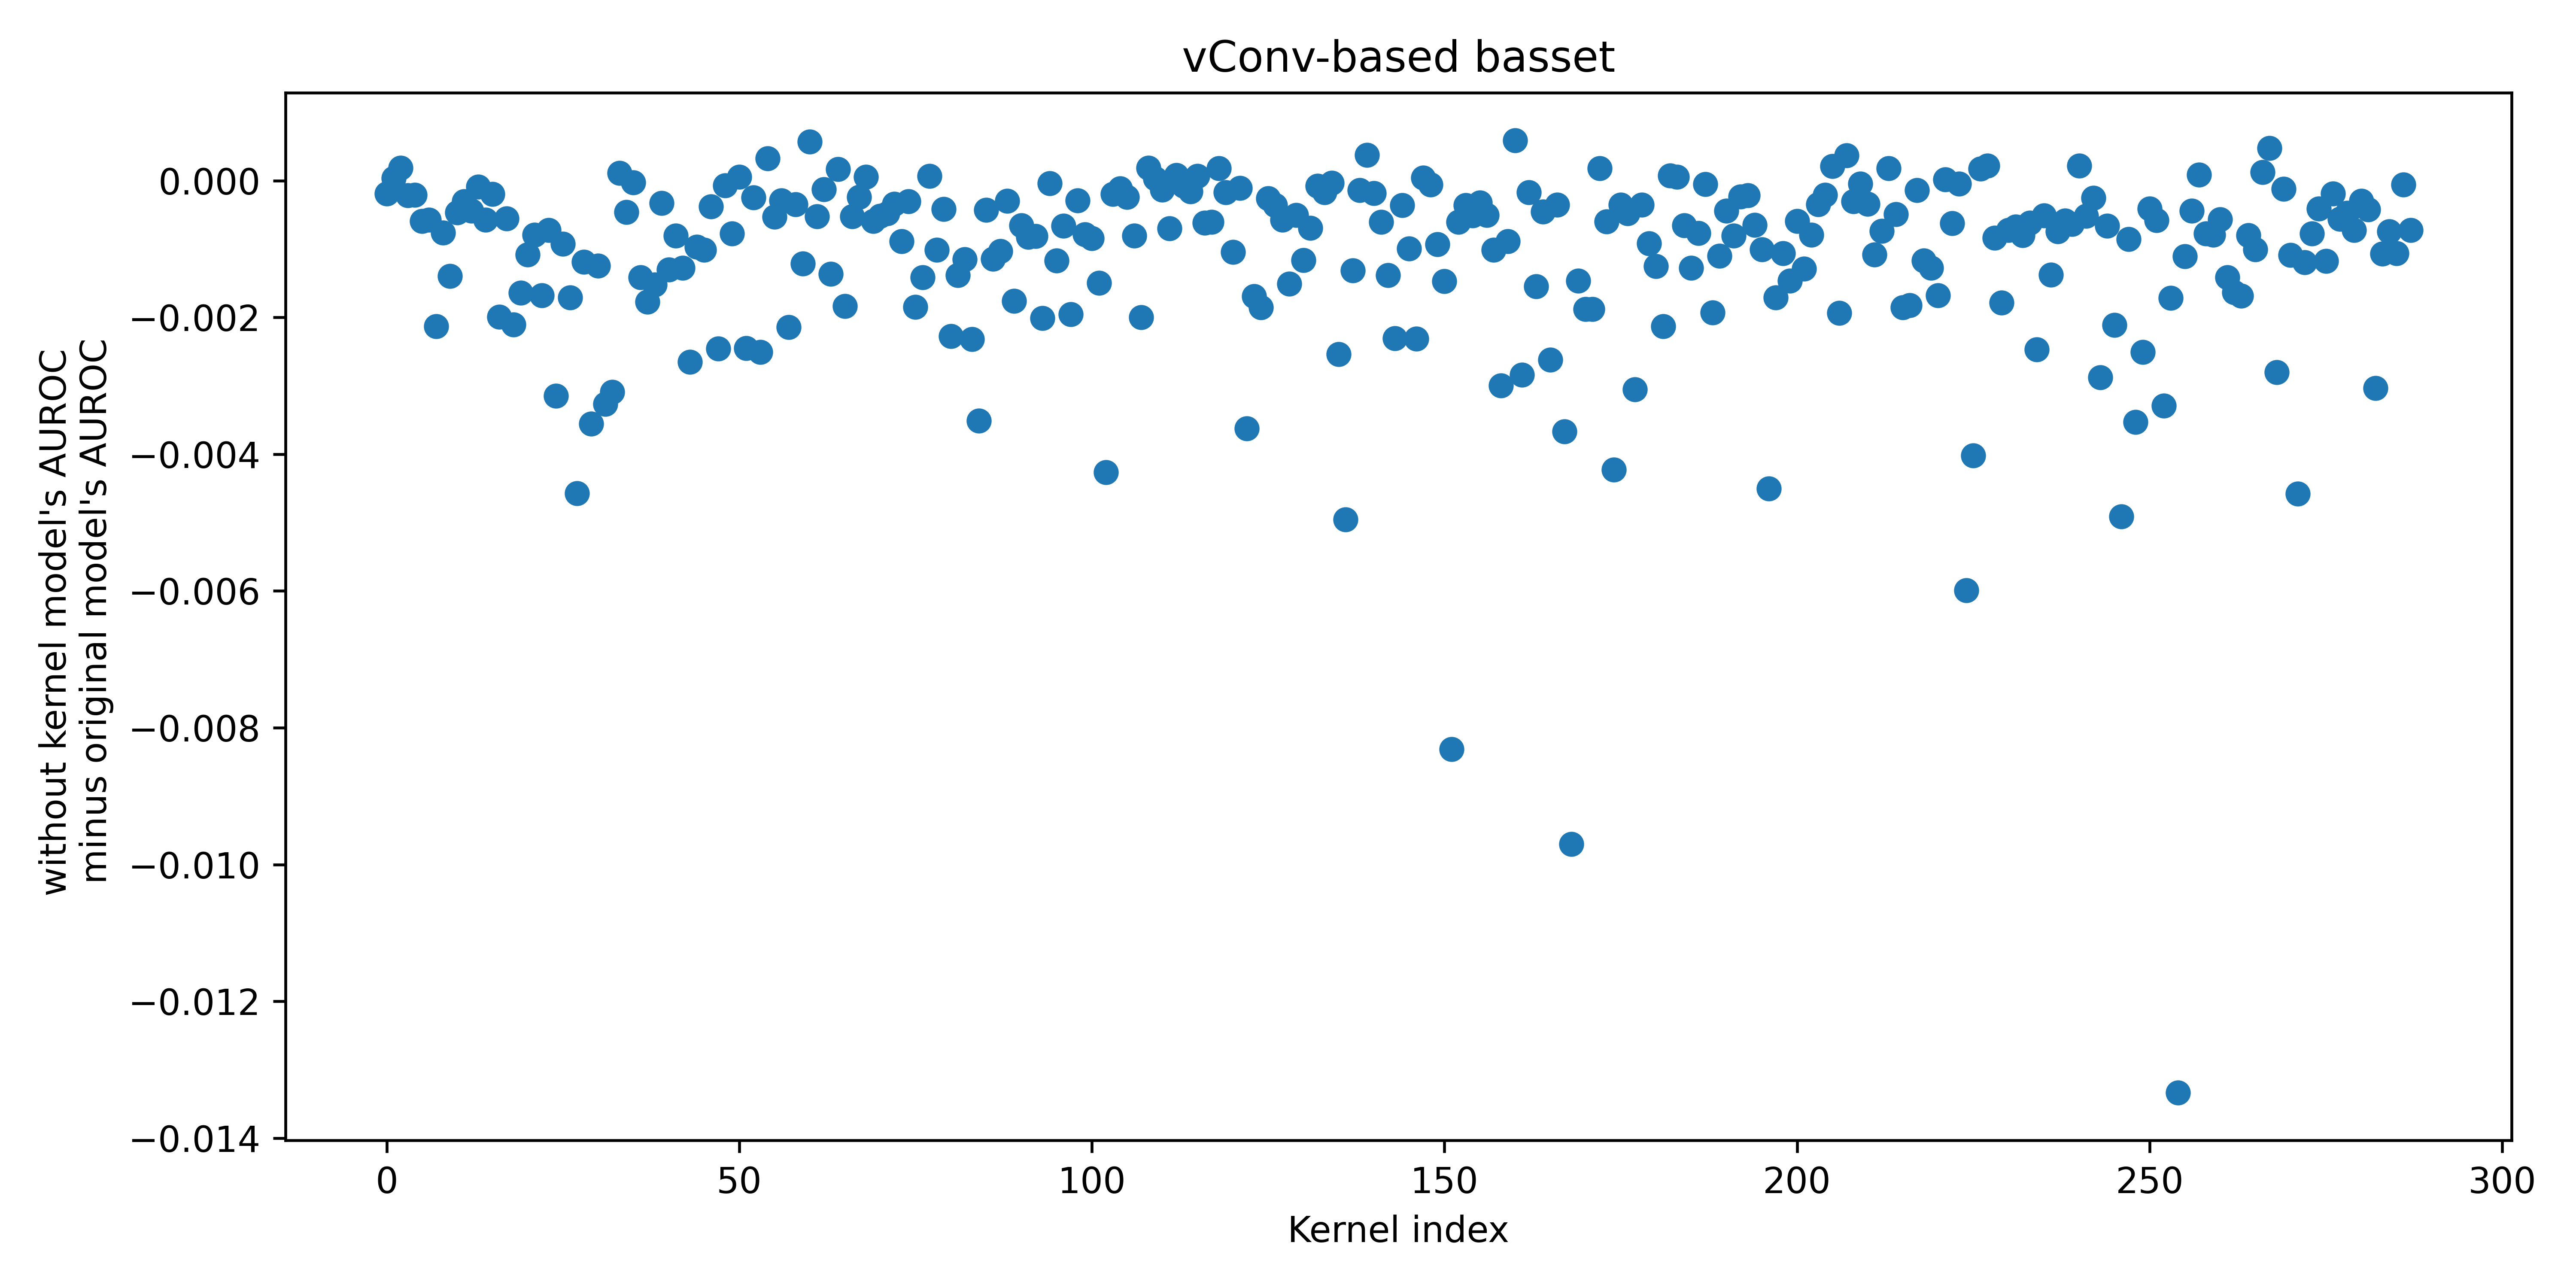 vConv-based basset
without kernel model's AUROC
minus original model's AUROC
0.000
−0.002
−0.004
−0.006
−0.008
−0.010
−0.012
−0.014
0 50 100 150 200 250 300
Kernel index